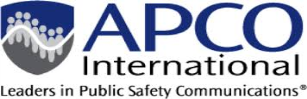 APCO
International
Leaders in Public Safety Communications®